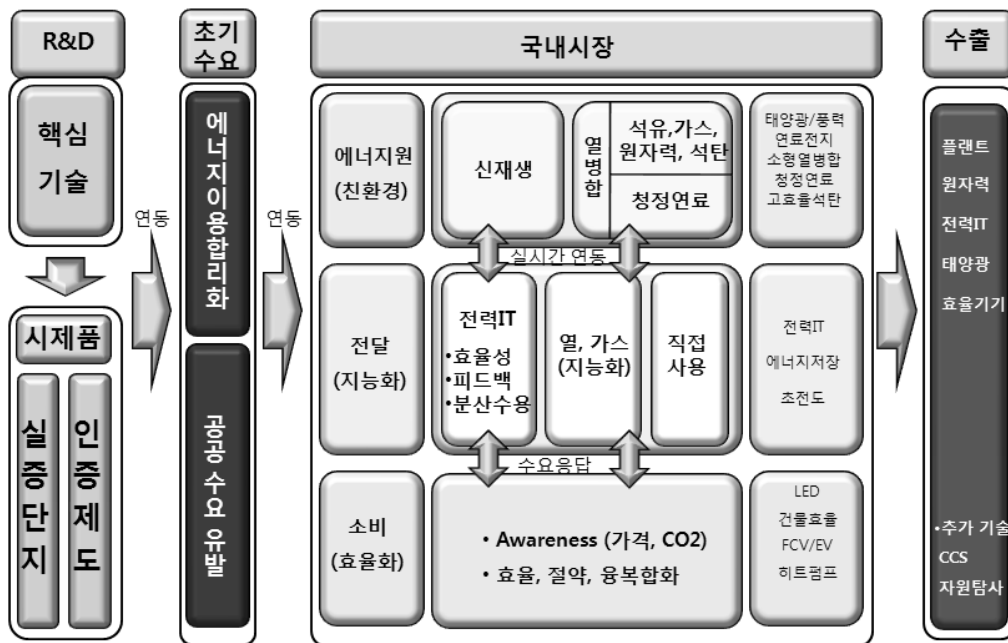 R&D
핵심
기술
시제품
실증단지
인증제도
연동
초기
수요
에너지이용합리화
공공 수요 유발
연동
국내시장
에너지원
(친환경)
신재생
열병합
석유,가스,
원자력, 석탄
청정연료
태양광/풍력
연료전지
소형열병합
청정연료
고효율석탄
실시간 연동
전달
(지능화)
전력IT
•효율성
•피드백
•분산수용
열, 가스
(지능화)
직접
사용
전력IT
에너지저장
초전도
수요응답
소비
(효율화)
• Awareness (가격, CO2)
• 효율, 절약, 융복합화
LED
건물효율
FCV/EV
히트펌프
수출
플랜트
원자력
전력IT
태양광
효율기기
•추가 기술
CCS
자원탐사